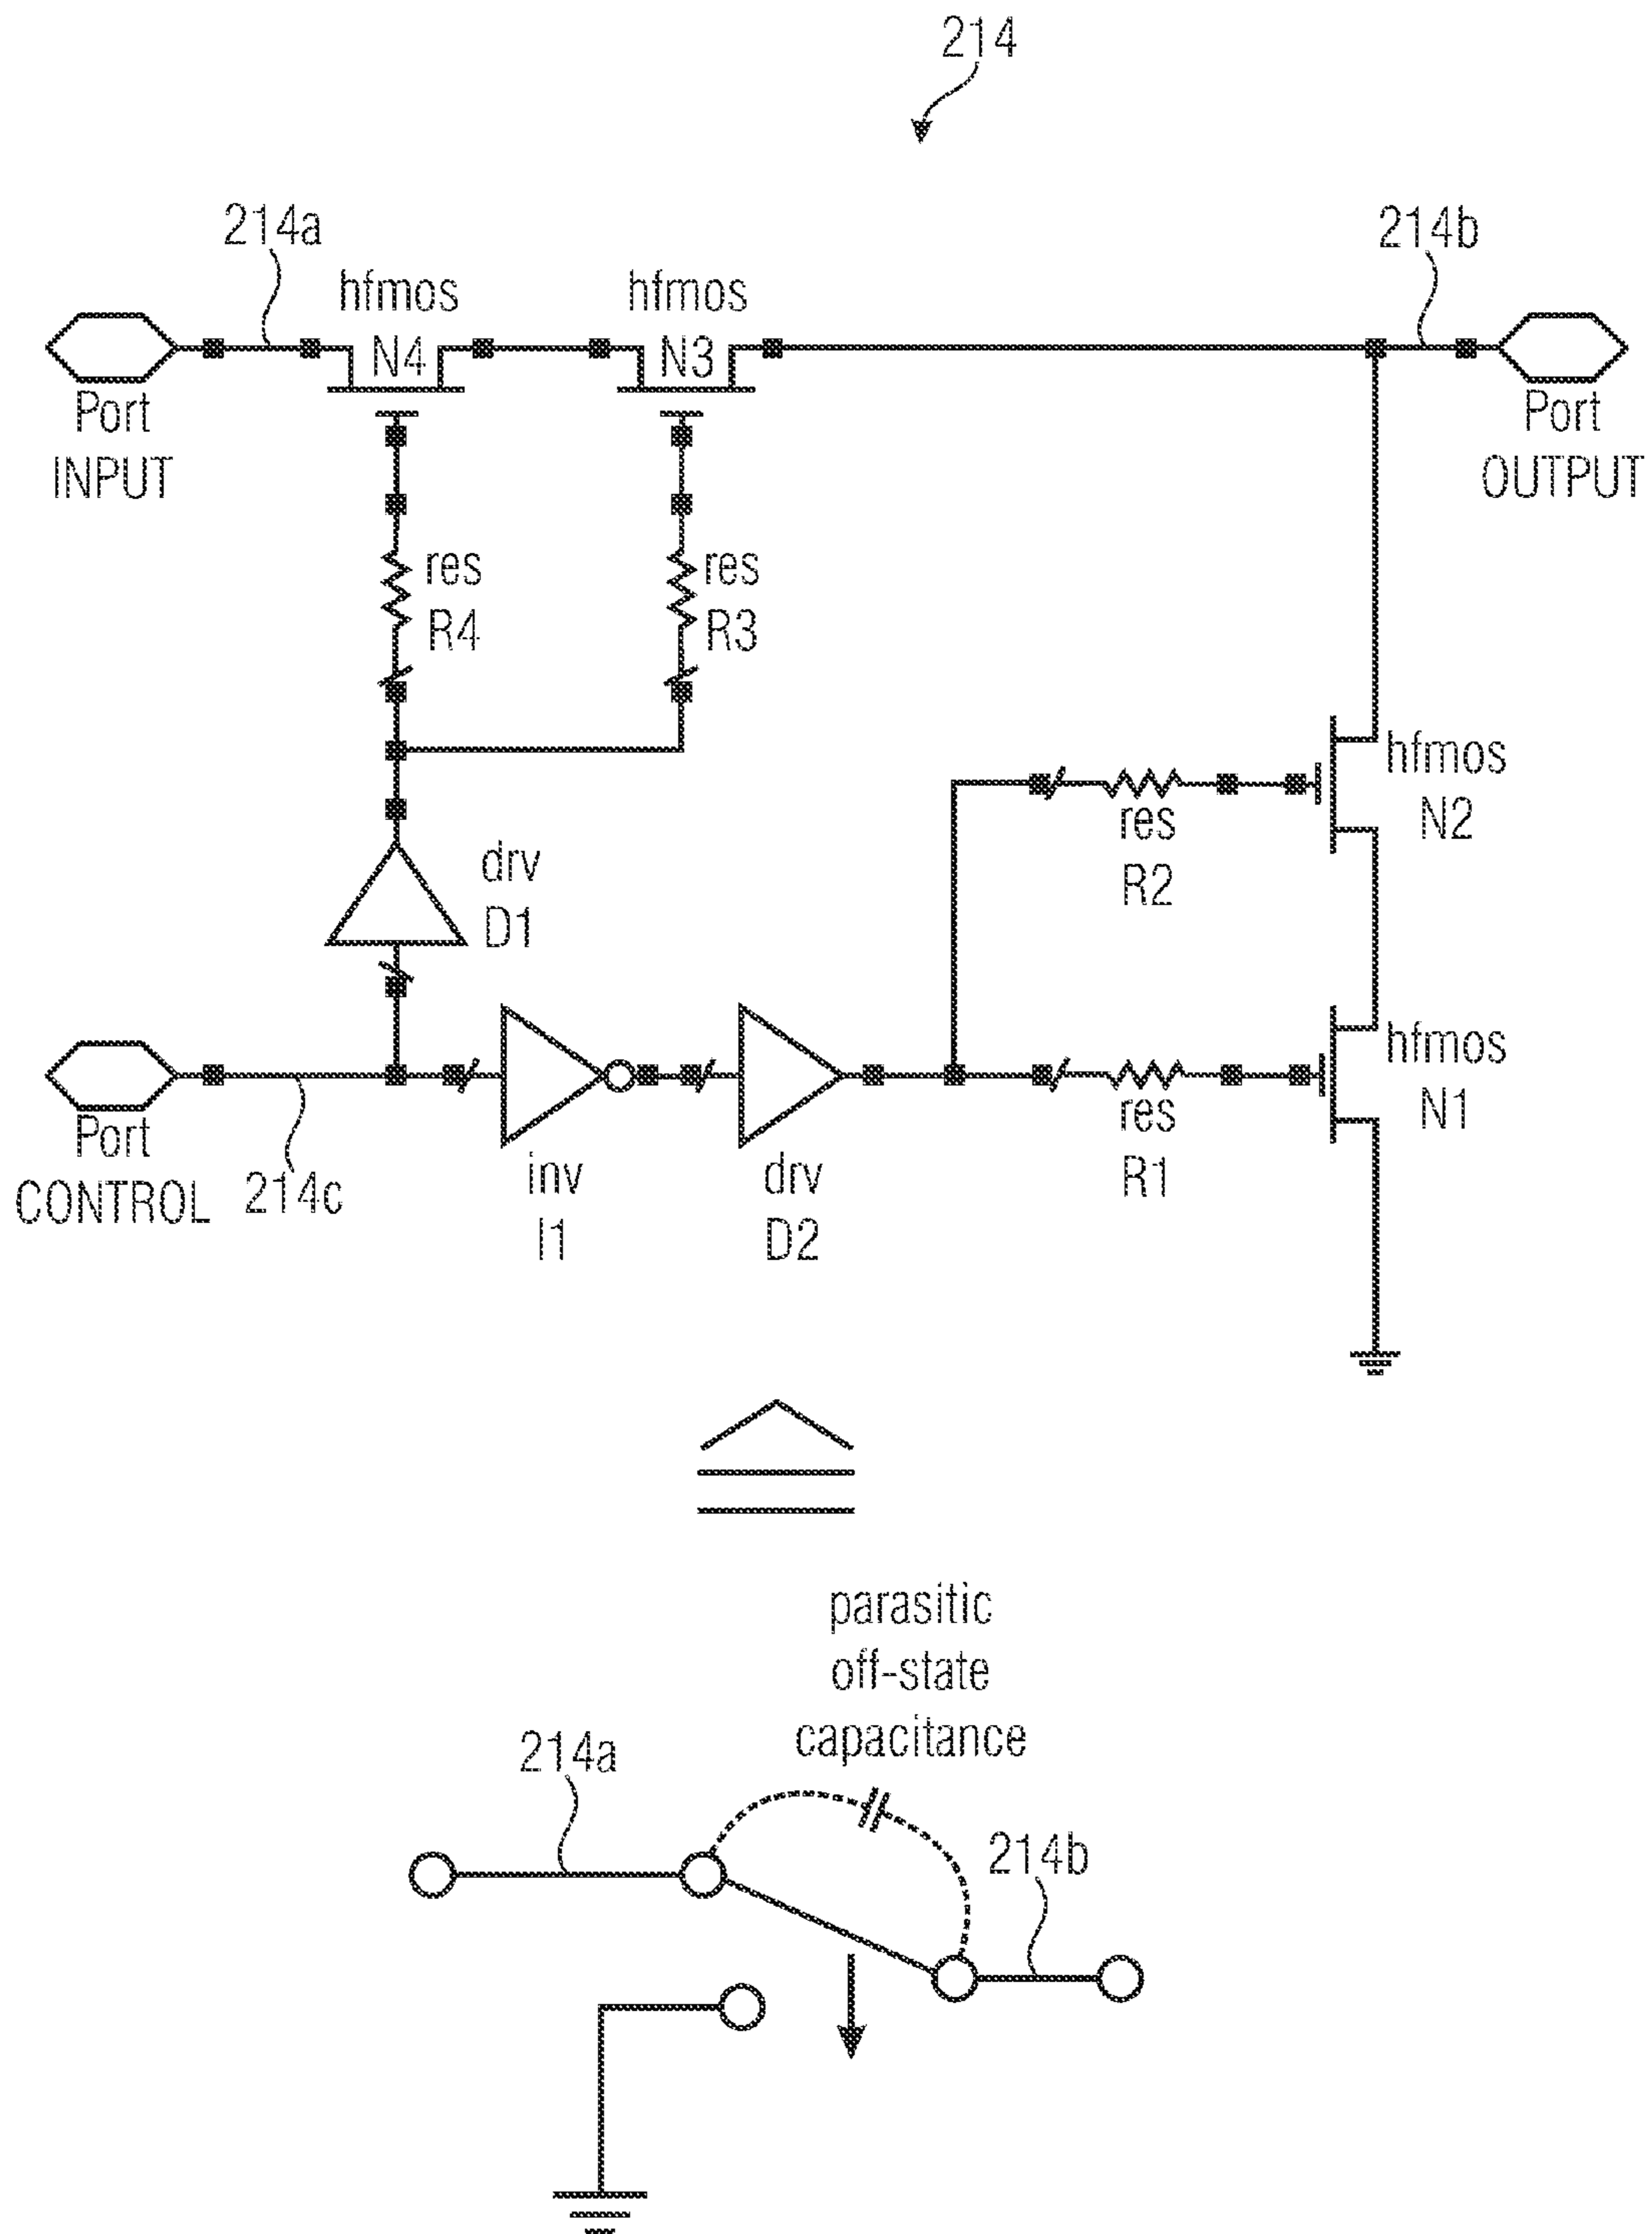 214
214a
214b
hfmos
N4
hfmos
N3
Port
INPUT
Port
OUTPUT
res
R4
res
R3
hfmos
N2
res
R2
drv
D1
hfmos
N1
res
R1
Port
CONTROL
214c
inv
I1
drv
D2
parasitic
off-state
capacitance
214a
214b